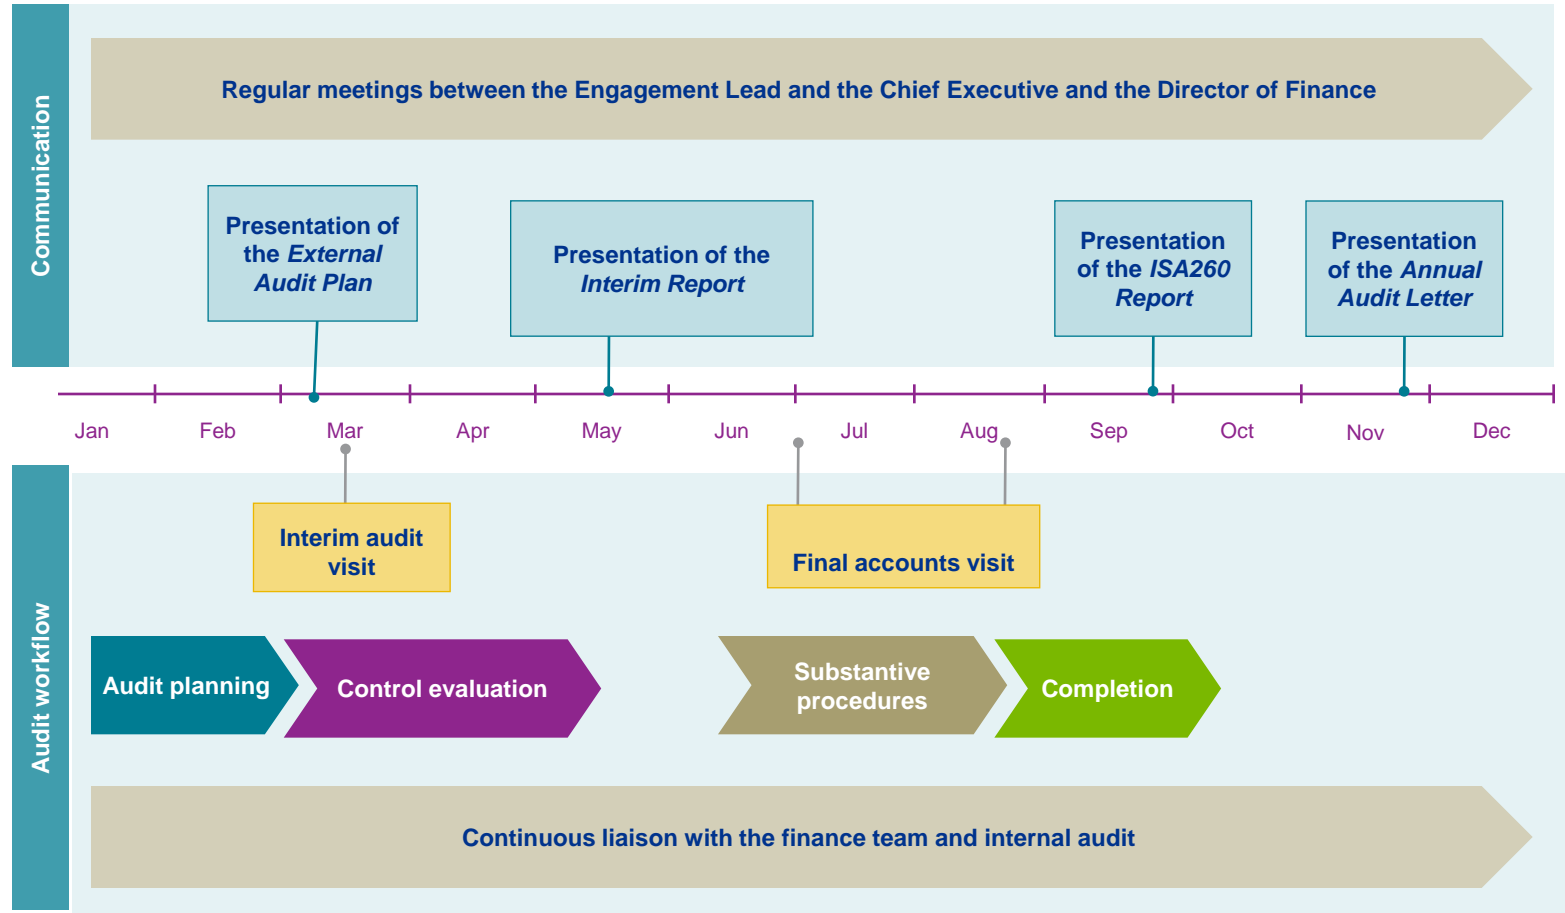 Communication
Regular meetings between the Engagement Lead and the Chief Executive and the Director of Finance
Presentation of
the External
Audit Plan
Presentation of the
Interim Report
Presentation
of the ISA260
Report
Presentation
of the Annual
Audit Letter
Jan Feb Mar Apr May Jun Jul Aug Sep Oct Nov Dec
Audit workflow
Interim audit
visit
Final accounts visit
Audit planning
Control evaluation
Substantive
procedures
Completion
Continuous liaison with the finance team and internal audit